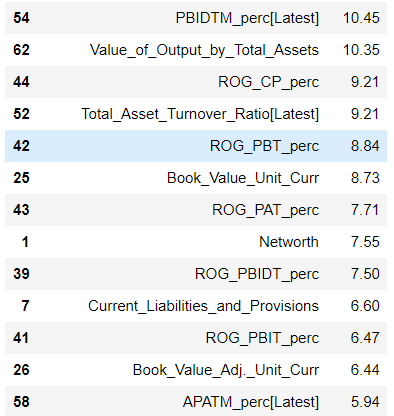 54 PBIDTM_perc[Latest] 10.45
62 Value_of_Output_by_Total_Assets 10.35
44 ROG_CP_perc 9.21
52 Total_Asset_Turnover_Ratio[Latest] 9.21
42 ROG_PBT_perc 8.84
25 Book_Value_Unit_Curr 8.73
43 ROG_PAT_perc 7.71
1 Networth 7.55
39 ROG_PBIDT_perc 7.50
7 Current_Liabilities_and_Provisions 6.60
41 ROG_PBIT_perc 6.47
26 Book_Value_Adj._Unit_Curr 6.44
58 APATM_perc[Latest] 5.94